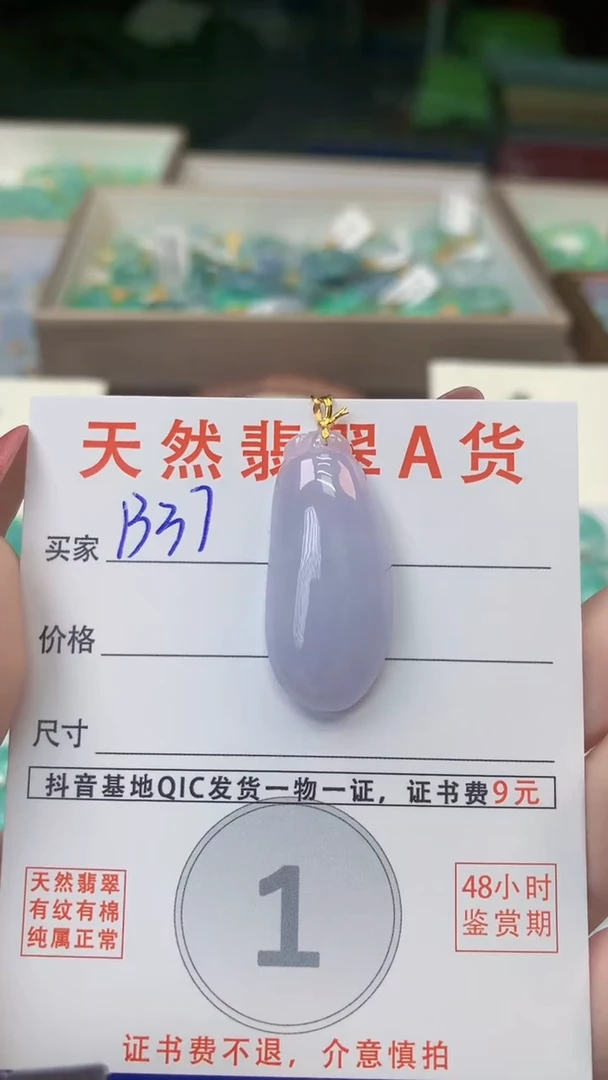 天然翡翠A货
买家 B37
价格
尺寸
抖音基地QIC发货一物一证，证书费9元
天然翡翠
有纹有棉
纯属正常
1
48小时
鉴赏期
证书费不退，介意慎拍